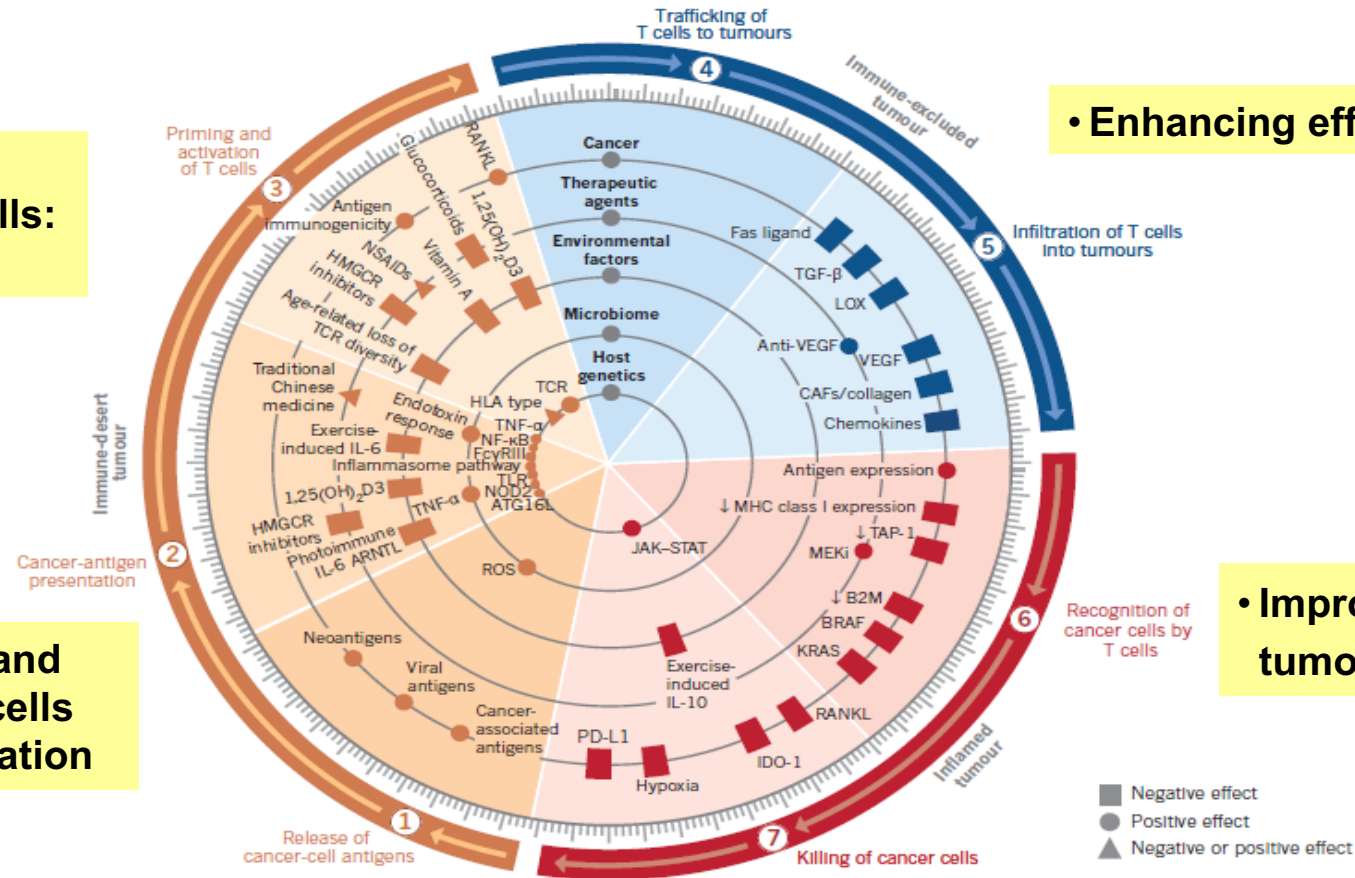 Trafficking of
T cells to tumours
4
Immune-excluded
tumour
• Enhancing eff
Priming and
activation
of T cells
3
lls:
Infiltration of T cells
into tumours
5
Cancer
Therapeutic
agents
Environmental
factors
Microbiome
Host
genetics
RANKL
Glucocorticoids
1,25(OH)2D3
Antigen
immunogenicity
NSAIDs
Vitamin A
HMGCR
inhibitors
Age-related loss of
TCR diversity
TCR
HLA type
Fas ligand
TGF-β
LOX
Anti-VEGF
VEGF
CAFs/collagen
Chemokines
Immune-desert
tumour
Traditional
Chinese
medicine
Endotoxin
response
TNF-α
NF-κB
FcγRIII
Exercise-
induced IL-6
Inflammasome pathway
TLR
1,25(OH)2D3
TNF-α
NOD2
ATG16L
HMGCR
inhibitors
Photoimmune
IL-6 ARNTL
Cancer-antigen
presentation
2
ROS
JAK–STAT
Antigen expression
↓ MHC class I expression
↓ TAP-1
MEKi
↓ B2M
BRAF
KRAS
6
Recognition of
cancer cells by
T cells
• Impro
tumo
and
cells
ation
Neoantigens
Viral
antigens
Cancer-
associated
antigens
Exercise-
induced
IL-10
RANKL
PD-L1
IDO-1
Hypoxia
Inflamed
tumour
1
Release of
cancer-cell antigens
7
Killing of cancer cells
Negative effect
Positive effect
Negative or positive effect